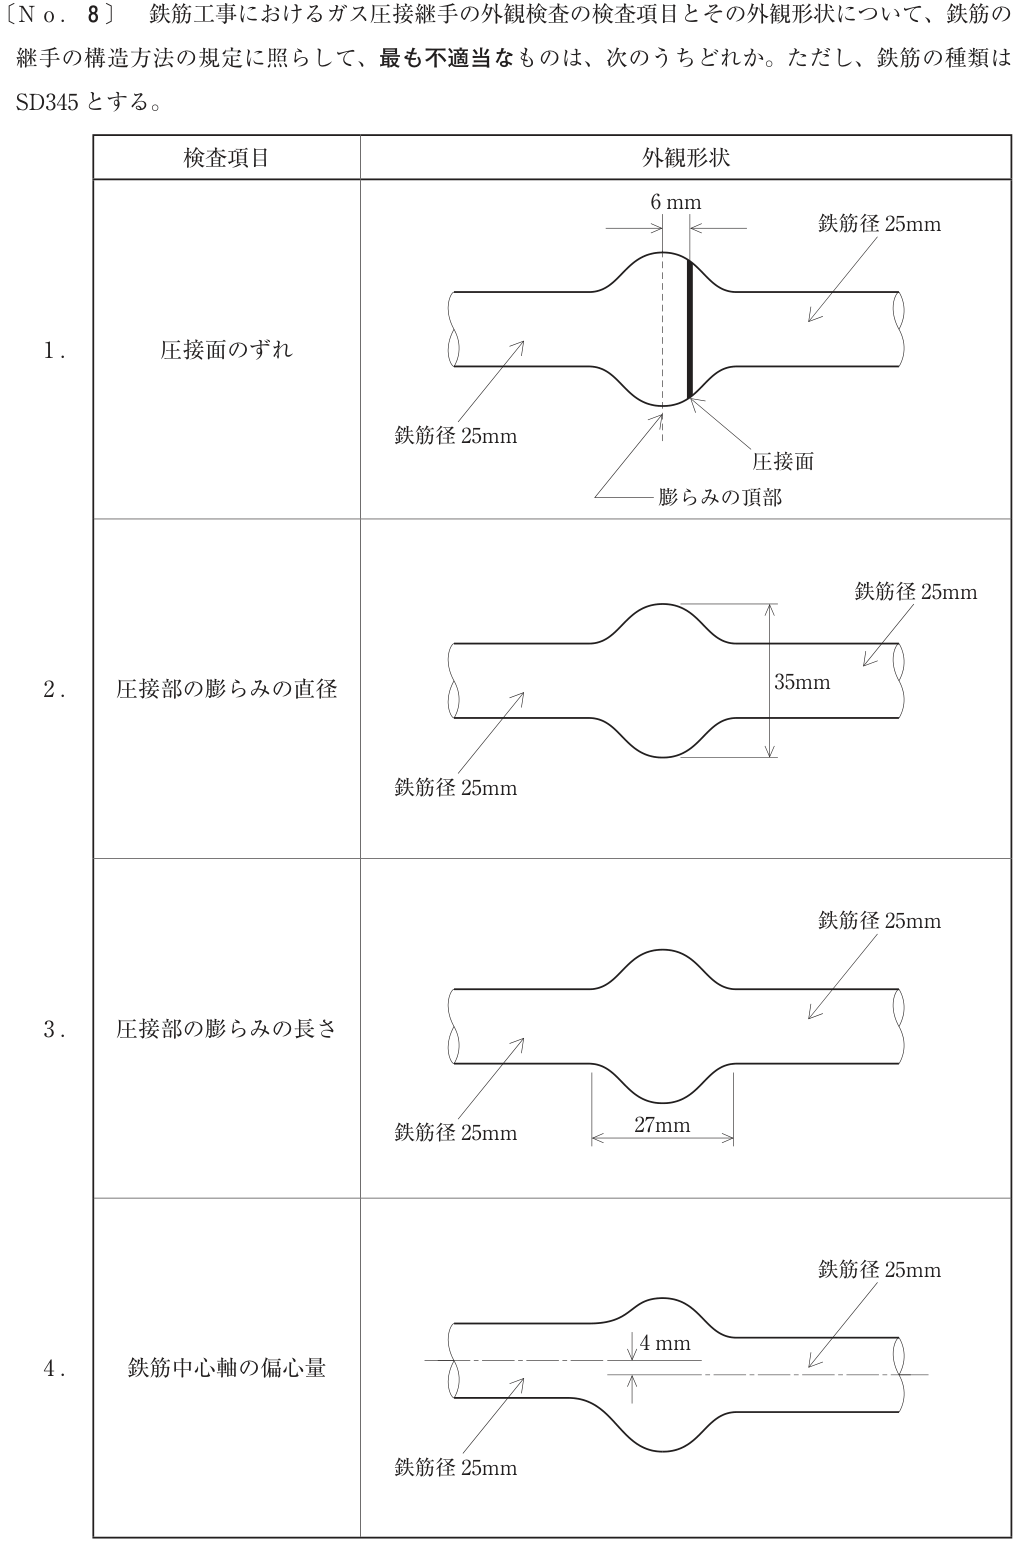 〔Ｎｏ. 8〕　鉄筋工事におけるガス圧接継手の外観検査の検査項目とその外観形状について、鉄筋の
継手の構造方法の規定に照らして、最も不適当なものは、次のうちどれか。ただし、鉄筋の種類は
SD345 とする。
検査項目 外観形状
1．
圧接面のずれ
6 mm
鉄筋径 25mm
鉄筋径 25mm
圧接面
膨らみの頂部
2．
圧接部の膨らみの直径
鉄筋径 25mm
35mm
鉄筋径 25mm
3．
圧接部の膨らみの長さ
鉄筋径 25mm
27mm
鉄筋径 25mm
4．
鉄筋中心軸の偏心量
鉄筋径 25mm
4 mm
鉄筋径 25mm